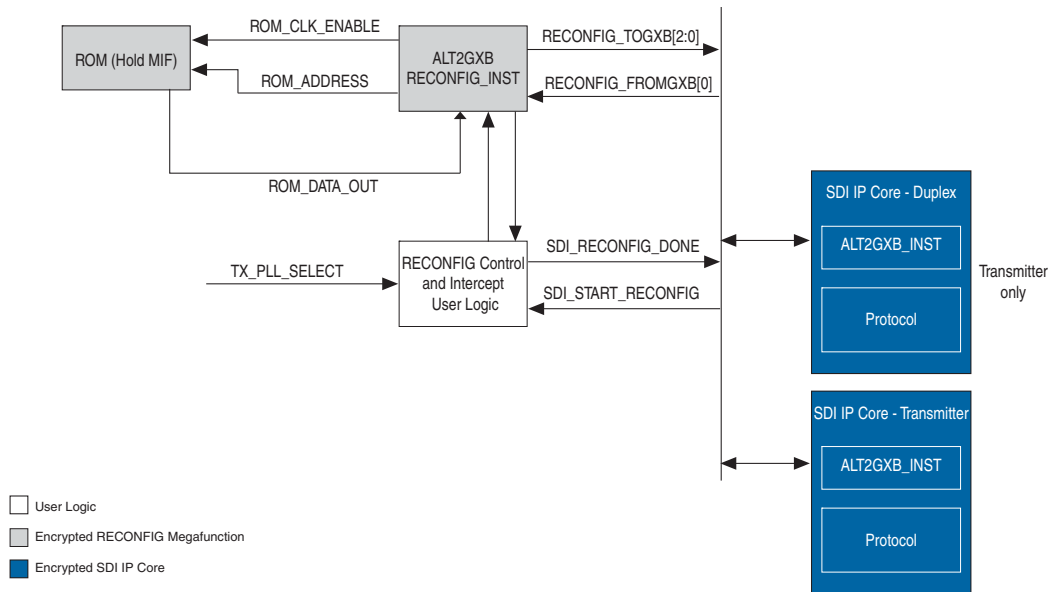 ROM_CLK_ENABLE
ROM (Hold MIF)
ROM_ADDRESS
ALT2GXB
RECONFIG_INST
RECONFIG_TOGXB[2:0]
RECONFIG_FROMGXB[0]
ROM_DATA_OUT
TX_PLL_SELECT
RECONFIG Control
and Intercept
User Logic
SDI_RECONFIG_DONE
SDI_START_RECONFIG
SDI IP Core - Duplex
ALT2GXB_INST
Protocol
Transmitter
only
SDI IP Core - Transmitter
ALT2GXB_INST
Protocol
User Logic
Encrypted RECONFIG Megafunction
Encrypted SDI IP Core